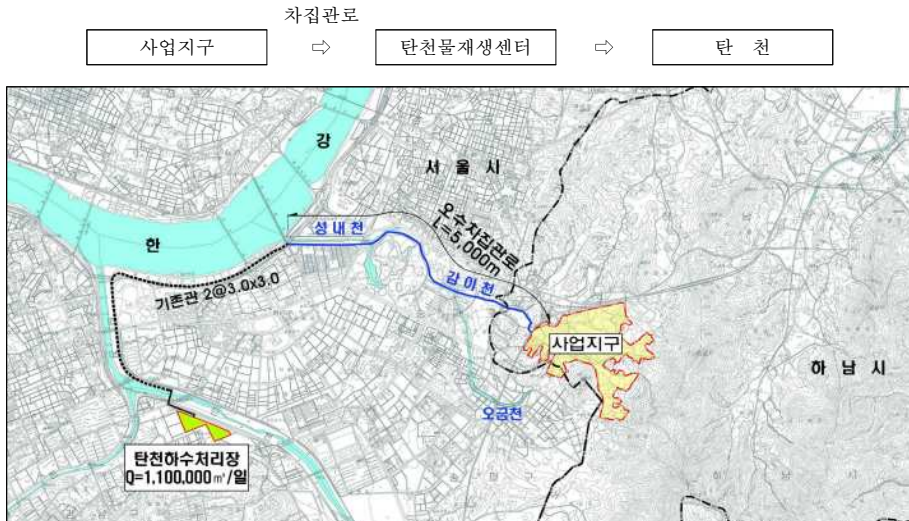 차집관로
사업지구 ⇨ 탄천물재생센터 ⇨ 탄 천
강
서 울 시
한
성내천
오수차집관로
L=5,000m
감이천
기존관 2@3.0x3.0
사업지구
하 남 시
오금천
탄천하수처리장
Q=1,100,000㎥/일